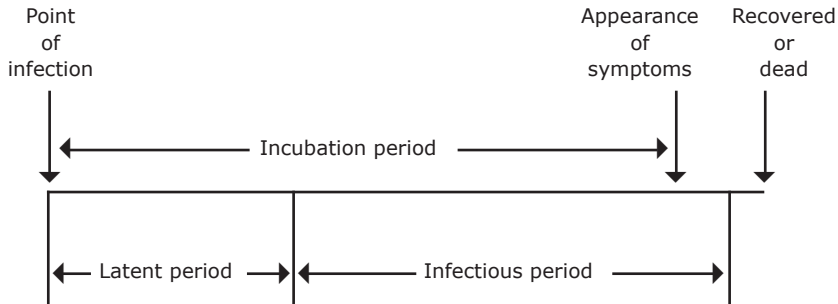 Point
of
infection
Appearance
of
symptoms
Recovered
or
dead
Incubation period
Latent period
Infectious period